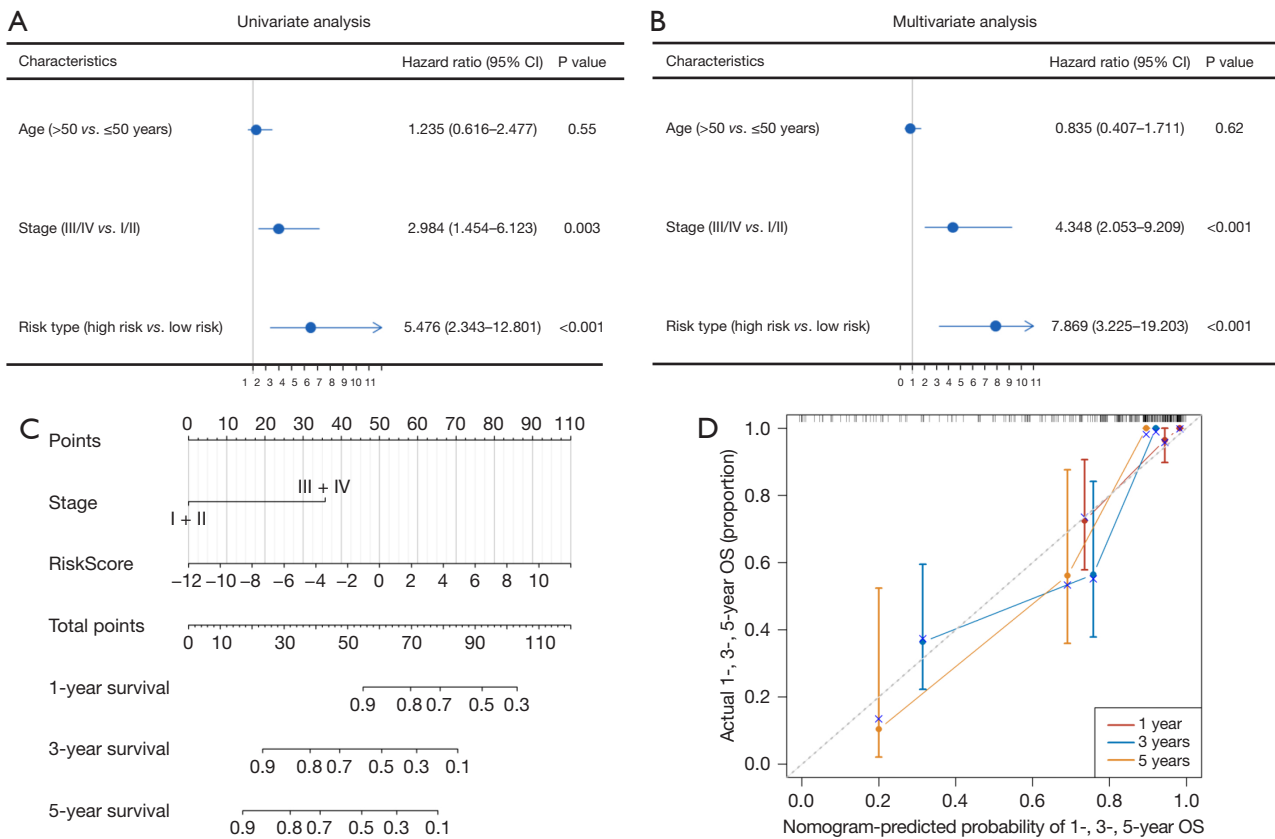 A
Univariate analysis
Characteristics Hazard ratio (95% CI) P value
Age (>50 vs. ≤50 years) 1.235 (0.616–2.477) 0.55
Stage (III/IV vs. I/II) 2.984 (1.454–6.123) 0.003
Risk type (high risk vs. low risk) 5.476 (2.343–12.801) <0.001
1 2 3 4 5 6 7 8 9 10 11
B
Multivariate analysis
Characteristics Hazard ratio (95% CI) P value
Age (>50 vs. ≤50 years) 0.835 (0.407–1.711) 0.62
Stage (III/IV vs. I/II) 4.348 (2.053–9.209) <0.001
Risk type (high risk vs. low risk) 7.869 (3.225–19.203) <0.001
0 1 2 3 4 5 6 7 8 9 10 11
C
0 10 20 30 40 50 60 70 80 90 110
Points
III + IV
Stage
I + II
RiskScore
−12 −10 −8 −6 −4 −2 0 2 4 6 8 10 12
Total points
0 10 30 40 50 60 70 80 90 110
1-year survival
0.9 0.8 0.7 0.5 0.3
3-year survival
0.9 0.8 0.7 0.5 0.3 0.1
5-year survival
0.9 0.8 0.7 0.5 0.3 0.1
D
Actual 1-, 3-, 5-year OS (proportion)
1.0
0.8
0.6
0.4
0.2
0.0
1 year
3 years
5 years
0.0 0.2 0.4 0.6 0.8 1.0
Nomogram-predicted probability of 1-, 3-, 5-year OS